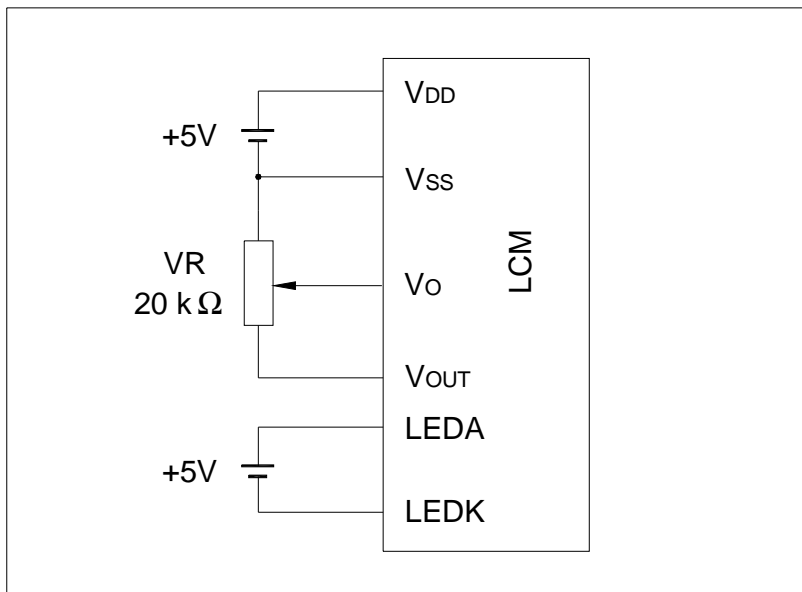 VDD
+5V
VSS
LCM
VR
20 kΩ
VO
VOUT
LEDA
+5V
LEDK